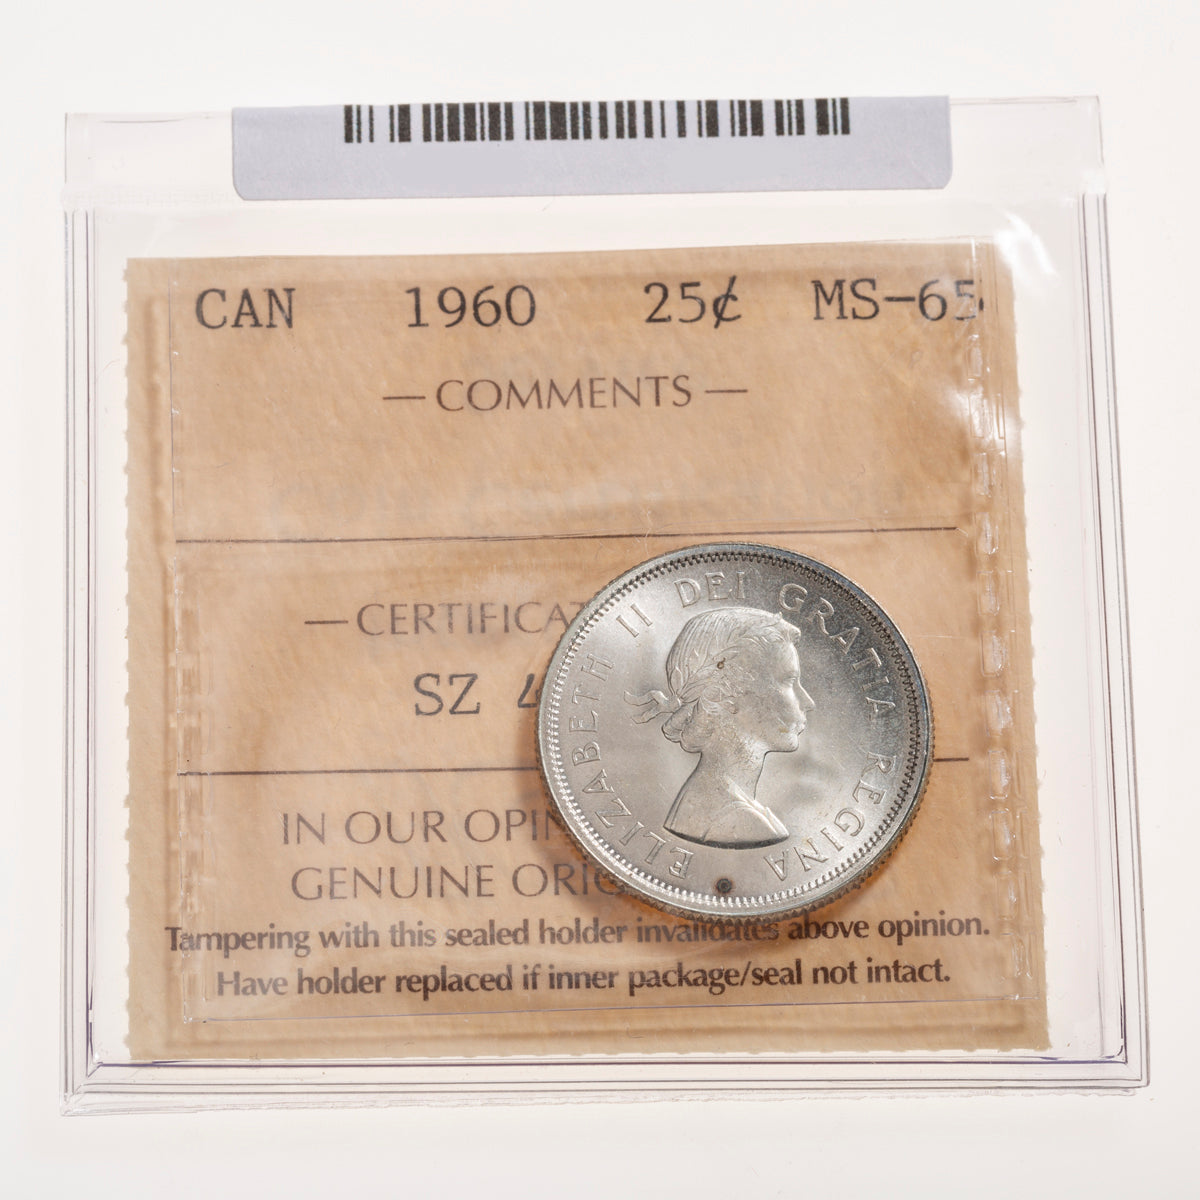 CAN 1960 25¢ MS-65
— COMMENTS —
— CERTIFICA
SZ 4
IN OUR OPIN
GENUINE ORIG
Tampering with this sealed holder invalidates above opinion.
Have holder replaced if inner package/seal not intact.
ELIZABETH II DEI GRATIA REGINA